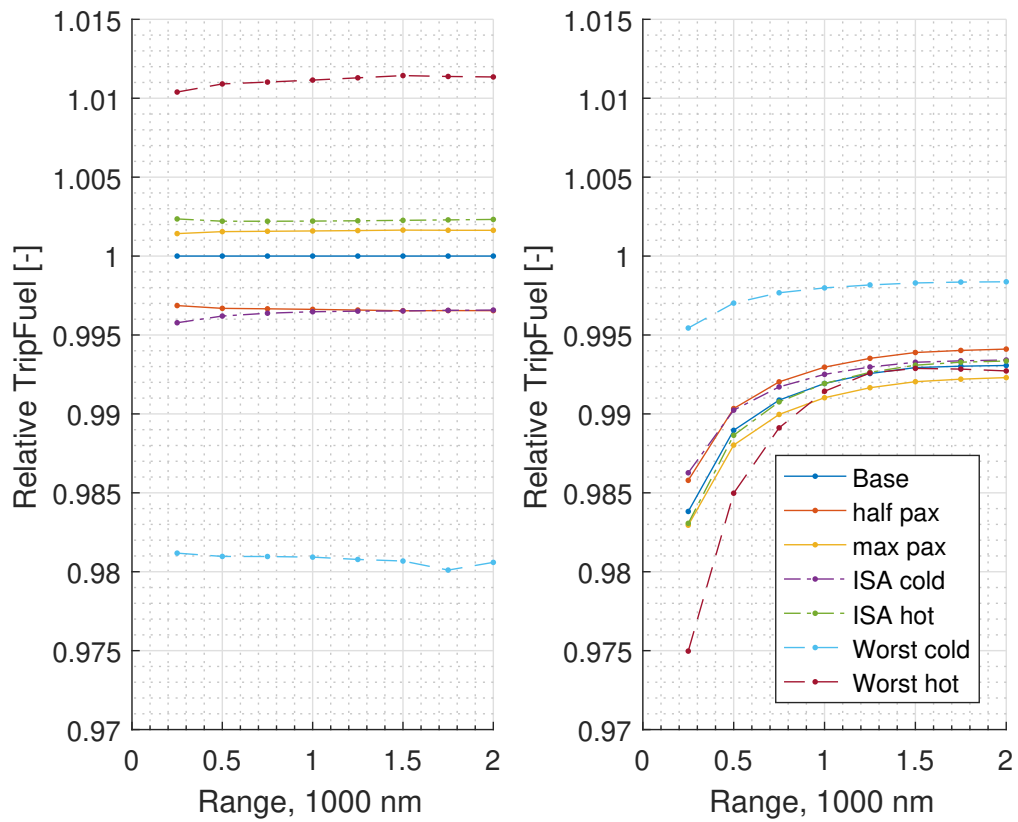 1.015
1.01
1.005
1
0.995
0.99
0.985
0.98
0.975
0.97
0 0.5 1 1.5 2
Range, 1000 nm
Relative TripFuel [-]
1.015
1.01
1.005
1
0.995
0.99
0.985
0.98
0.975
0.97
0 0.5 1 1.5 2
Range, 1000 nm
Relative TripFuel [-]
Base
half pax
max pax
ISA cold
ISA hot
Worst cold
Worst hot